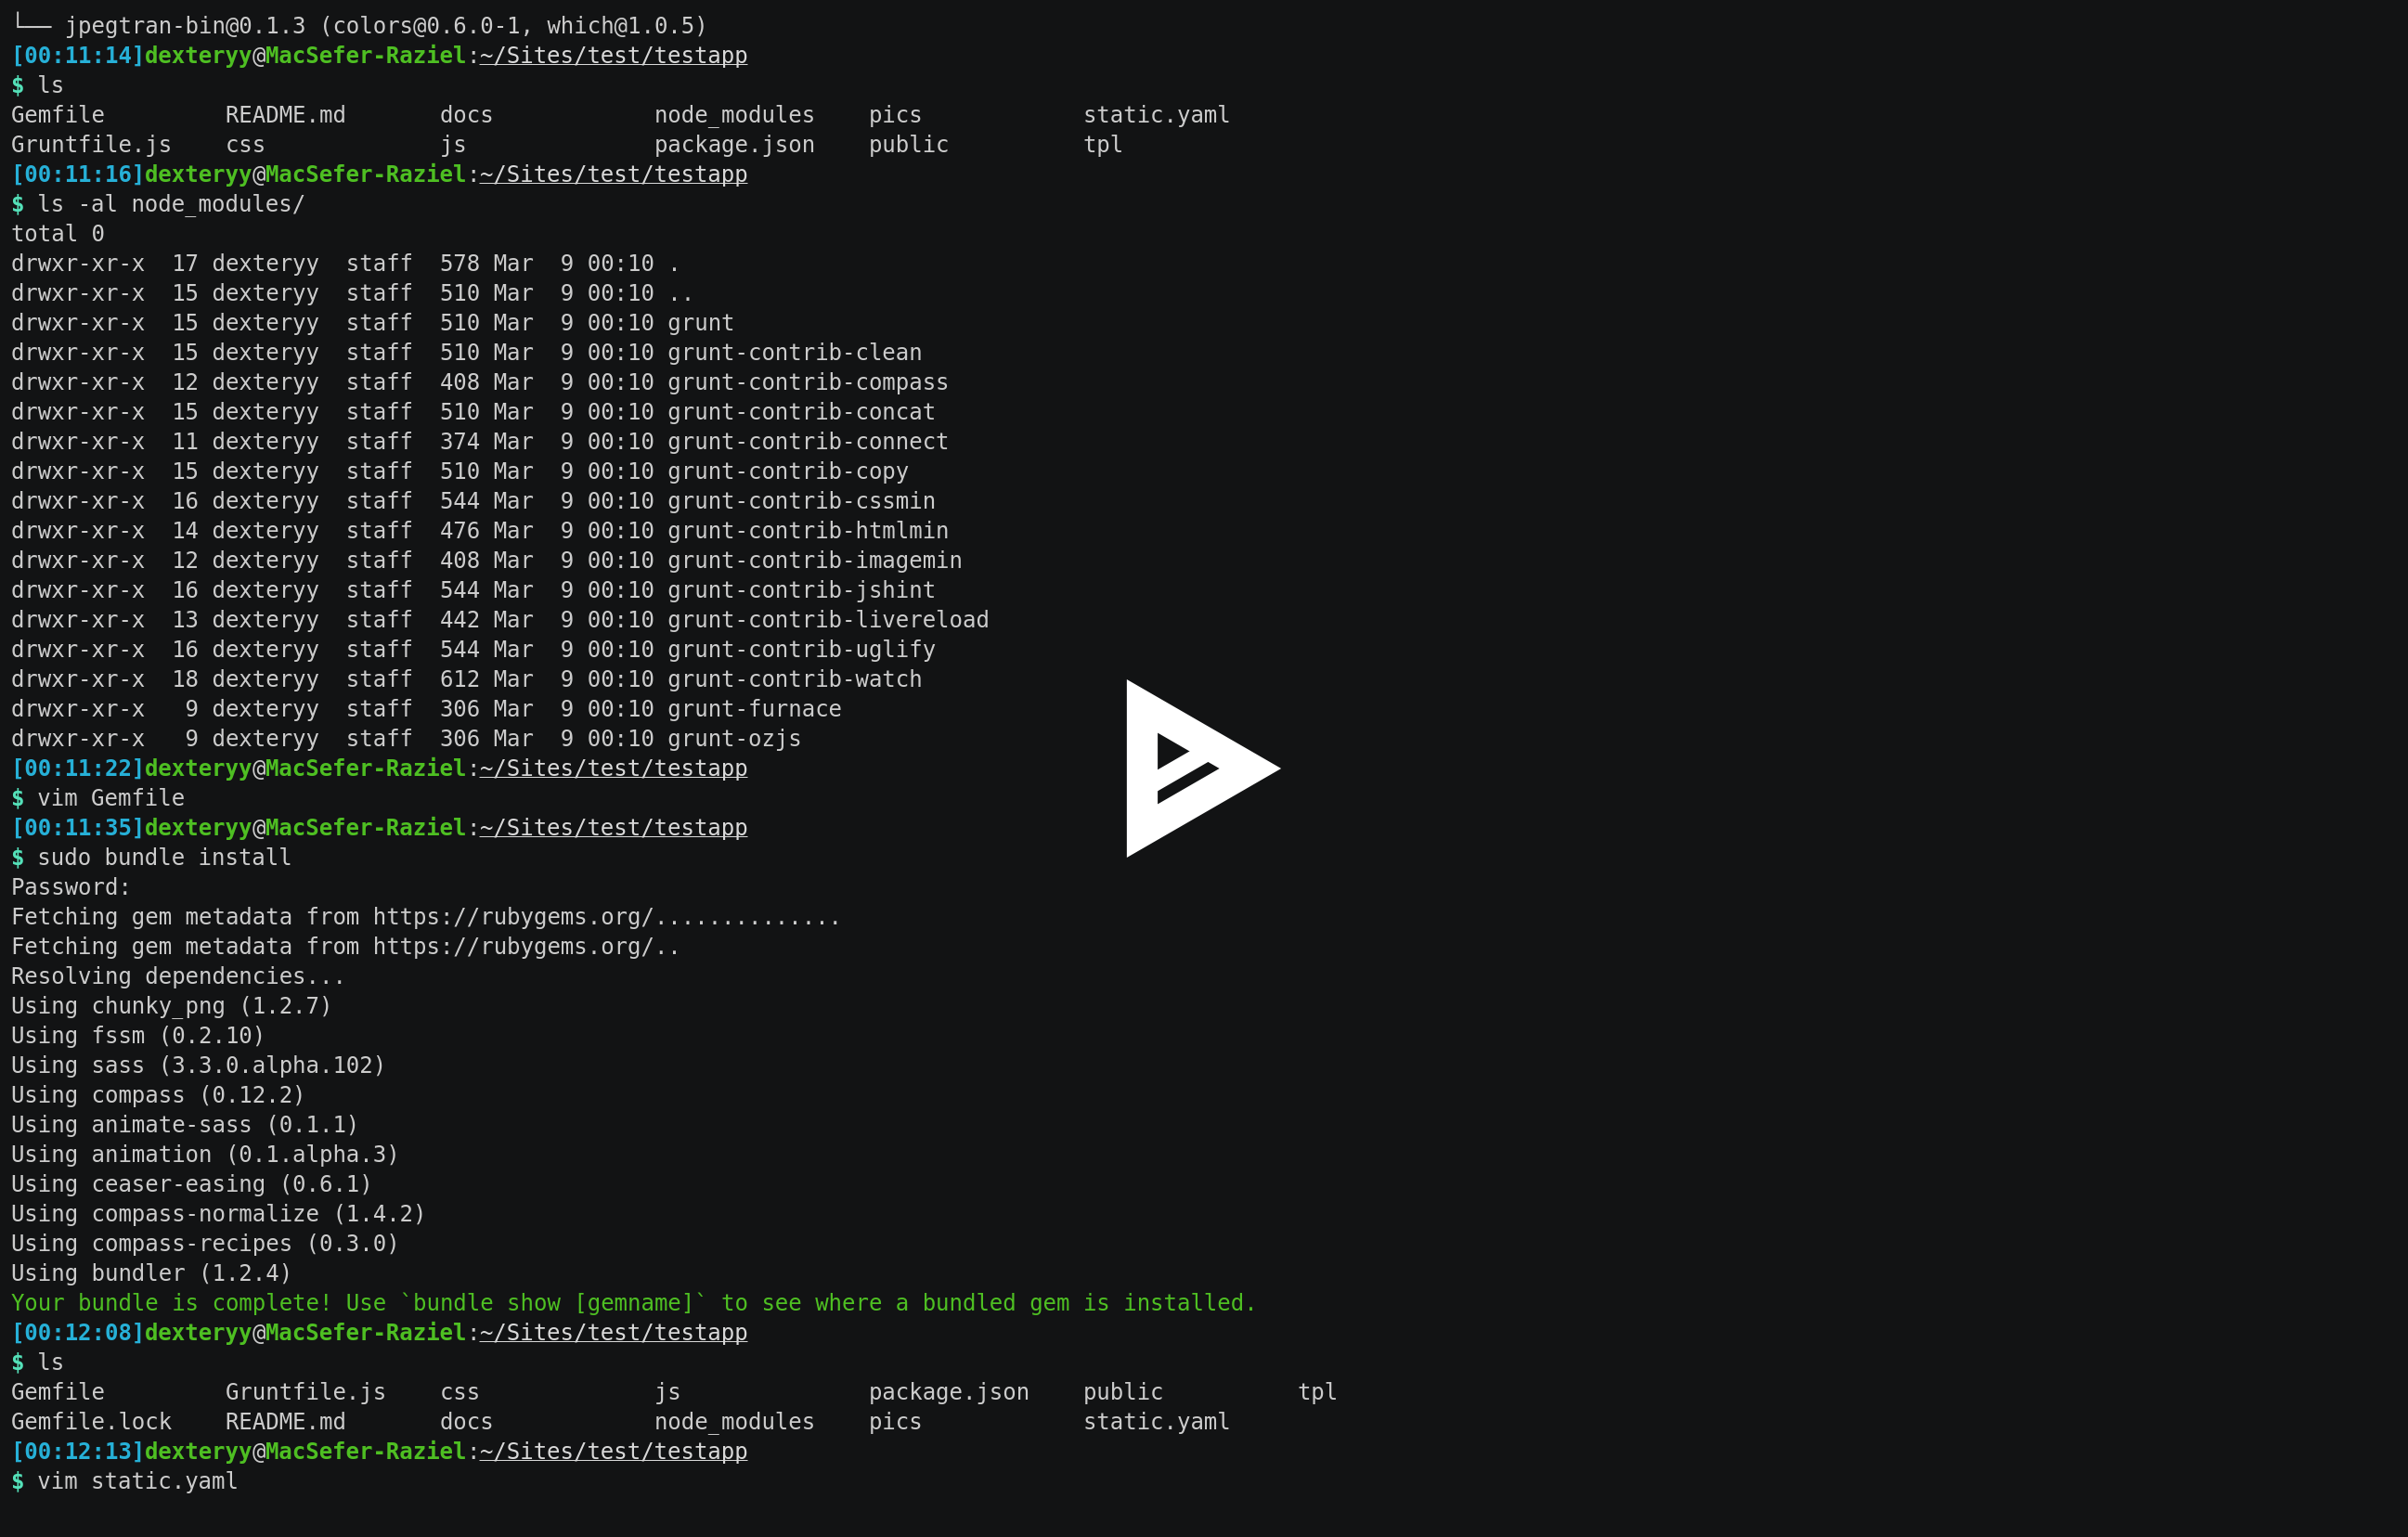 └── jpegtran-bin@0.1.3 (colors@0.6.0-1, which@1.0.5)
[00:11:14]dexteryy@MacSefer-Raziel:~/Sites/test/testapp
$ ls
Gemfile         README.md       docs            node_modules    pics            static.yaml
Gruntfile.js    css             js              package.json    public          tpl
[00:11:16]dexteryy@MacSefer-Raziel:~/Sites/test/testapp
$ ls -al node_modules/
total 0
drwxr-xr-x  17 dexteryy  staff  578 Mar  9 00:10 .
drwxr-xr-x  15 dexteryy  staff  510 Mar  9 00:10 ..
drwxr-xr-x  15 dexteryy  staff  510 Mar  9 00:10 grunt
drwxr-xr-x  15 dexteryy  staff  510 Mar  9 00:10 grunt-contrib-clean
drwxr-xr-x  12 dexteryy  staff  408 Mar  9 00:10 grunt-contrib-compass
drwxr-xr-x  15 dexteryy  staff  510 Mar  9 00:10 grunt-contrib-concat
drwxr-xr-x  11 dexteryy  staff  374 Mar  9 00:10 grunt-contrib-connect
drwxr-xr-x  15 dexteryy  staff  510 Mar  9 00:10 grunt-contrib-copy
drwxr-xr-x  16 dexteryy  staff  544 Mar  9 00:10 grunt-contrib-cssmin
drwxr-xr-x  14 dexteryy  staff  476 Mar  9 00:10 grunt-contrib-htmlmin
drwxr-xr-x  12 dexteryy  staff  408 Mar  9 00:10 grunt-contrib-imagemin
drwxr-xr-x  16 dexteryy  staff  544 Mar  9 00:10 grunt-contrib-jshint
drwxr-xr-x  13 dexteryy  staff  442 Mar  9 00:10 grunt-contrib-livereload
drwxr-xr-x  16 dexteryy  staff  544 Mar  9 00:10 grunt-contrib-uglify
drwxr-xr-x  18 dexteryy  staff  612 Mar  9 00:10 grunt-contrib-watch
drwxr-xr-x   9 dexteryy  staff  306 Mar  9 00:10 grunt-furnace
drwxr-xr-x   9 dexteryy  staff  306 Mar  9 00:10 grunt-ozjs
[00:11:22]dexteryy@MacSefer-Raziel:~/Sites/test/testapp
$ vim Gemfile
[00:11:35]dexteryy@MacSefer-Raziel:~/Sites/test/testapp
$ sudo bundle install
Password:
Fetching gem metadata from https://rubygems.org/..............
Fetching gem metadata from https://rubygems.org/..
Resolving dependencies...
Using chunky_png (1.2.7)
Using fssm (0.2.10)
Using sass (3.3.0.alpha.102)
Using compass (0.12.2)
Using animate-sass (0.1.1)
Using animation (0.1.alpha.3)
Using ceaser-easing (0.6.1)
Using compass-normalize (1.4.2)
Using compass-recipes (0.3.0)
Using bundler (1.2.4)
Your bundle is complete! Use `bundle show [gemname]` to see where a bundled gem is installed.
[00:12:08]dexteryy@MacSefer-Raziel:~/Sites/test/testapp
$ ls
Gemfile         Gruntfile.js    css             js              package.json    public          tpl
Gemfile.lock    README.md       docs            node_modules    pics            static.yaml
[00:12:13]dexteryy@MacSefer-Raziel:~/Sites/test/testapp
$ vim static.yaml